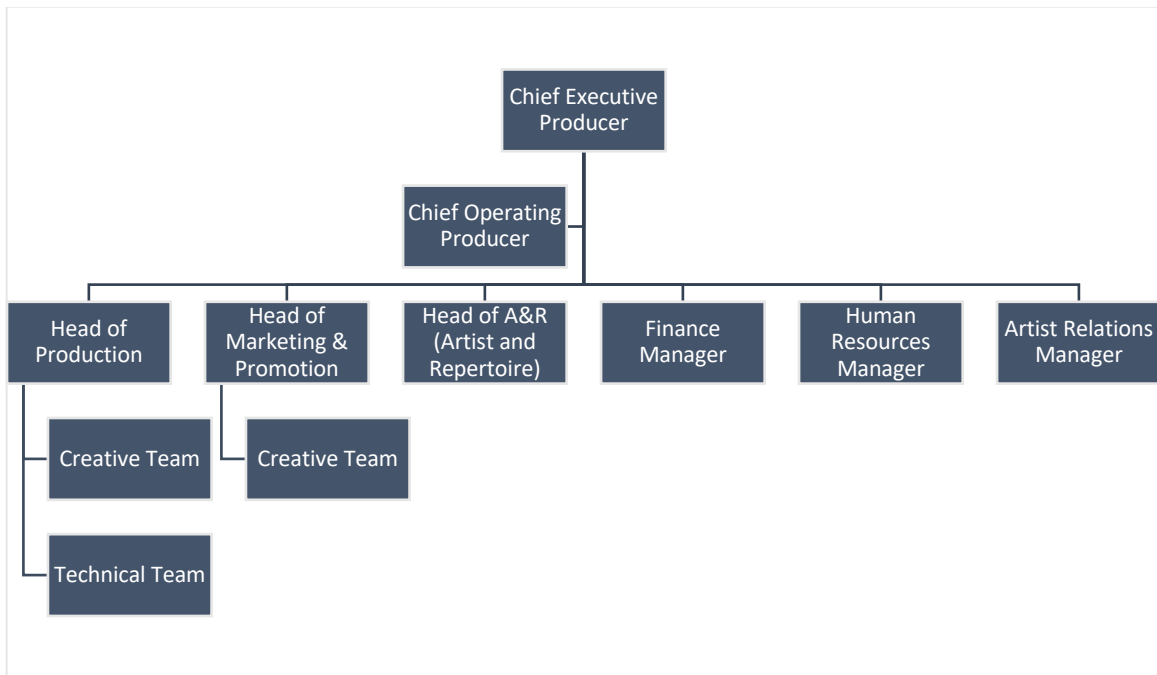 Chief Executive
Producer
Chief Operating
Producer
Head of
Production
Head of
Marketing &
Promotion
Head of A&R
(Artist and
Repertoire)
Finance
Manager
Human
Resources
Manager
Artist Relations
Manager
Creative Team
Creative Team
Technical Team